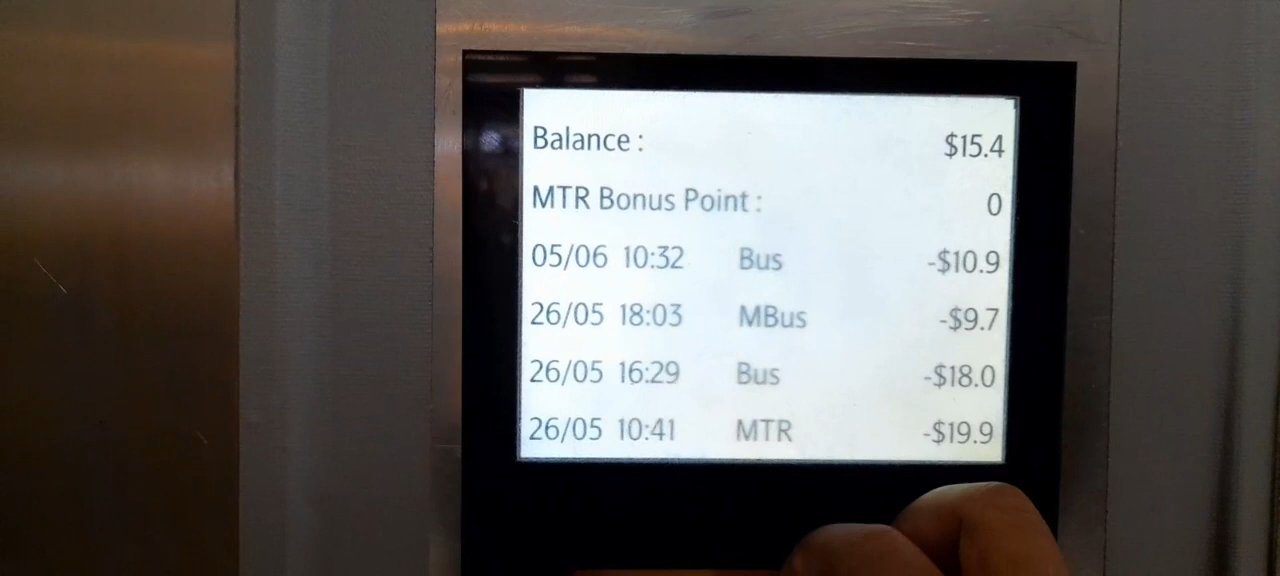 Balance : $15.4
MTR Bonus Point : 0
05/06 10:32 Bus -$10.9
26/05 18:03 MBus -$9.7
26/05 16:29 Bus -$18.0
26/05 10:41 MTR -$19.9